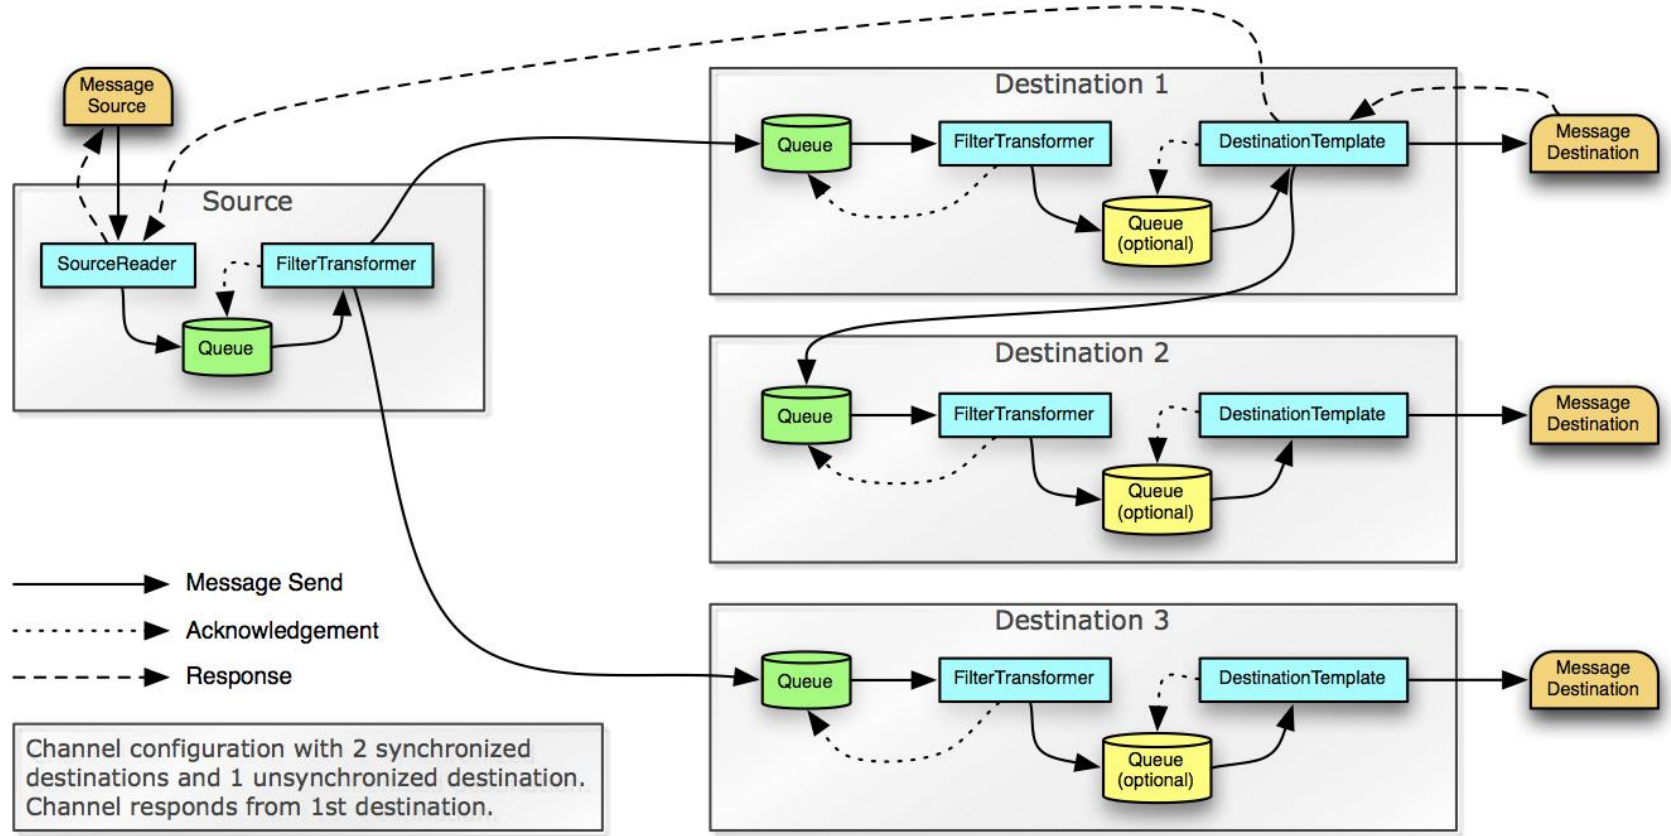 Message
Source
Source
SourceReader
FilterTransformer
Queue
Destination 1
Queue
FilterTransformer
DestinationTemplate
Queue
(optional)
Message
Destination
Destination 2
Queue
FilterTransformer
DestinationTemplate
Queue
(optional)
Message
Destination
Destination 3
Queue
FilterTransformer
DestinationTemplate
Queue
(optional)
Message
Destination
Message Send
Acknowledgement
Response
Channel configuration with 2 synchronized
destinations and 1 unsynchronized destination.
Channel responds from 1st destination.